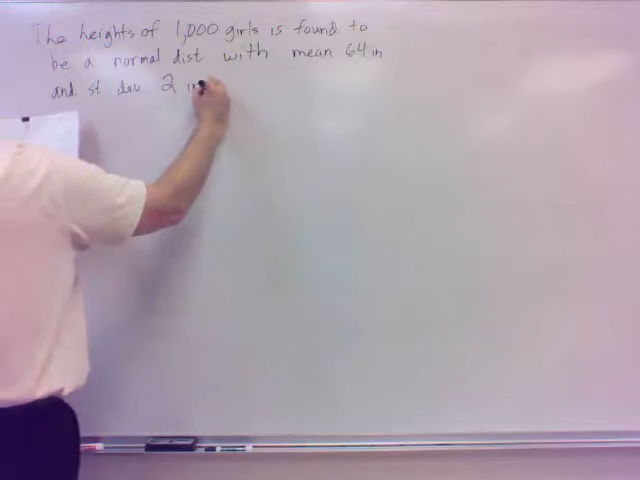 The heights of 1,000 girls is found to
be a normal dist with mean 64 in
and st dev 2 in